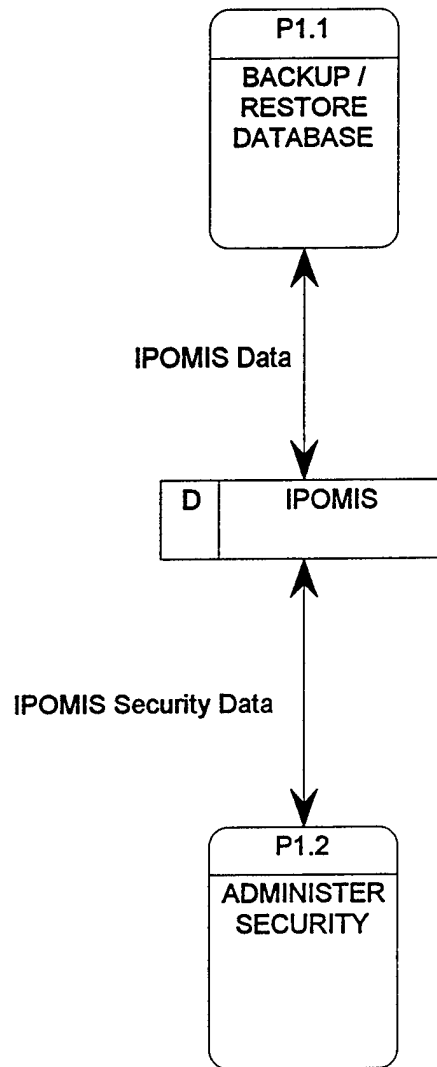 P1.1
BACKUP /
RESTORE
DATABASE
IPOMIS Data
D IPOMIS
IPOMIS Security Data
P1.2
ADMINISTER
SECURITY